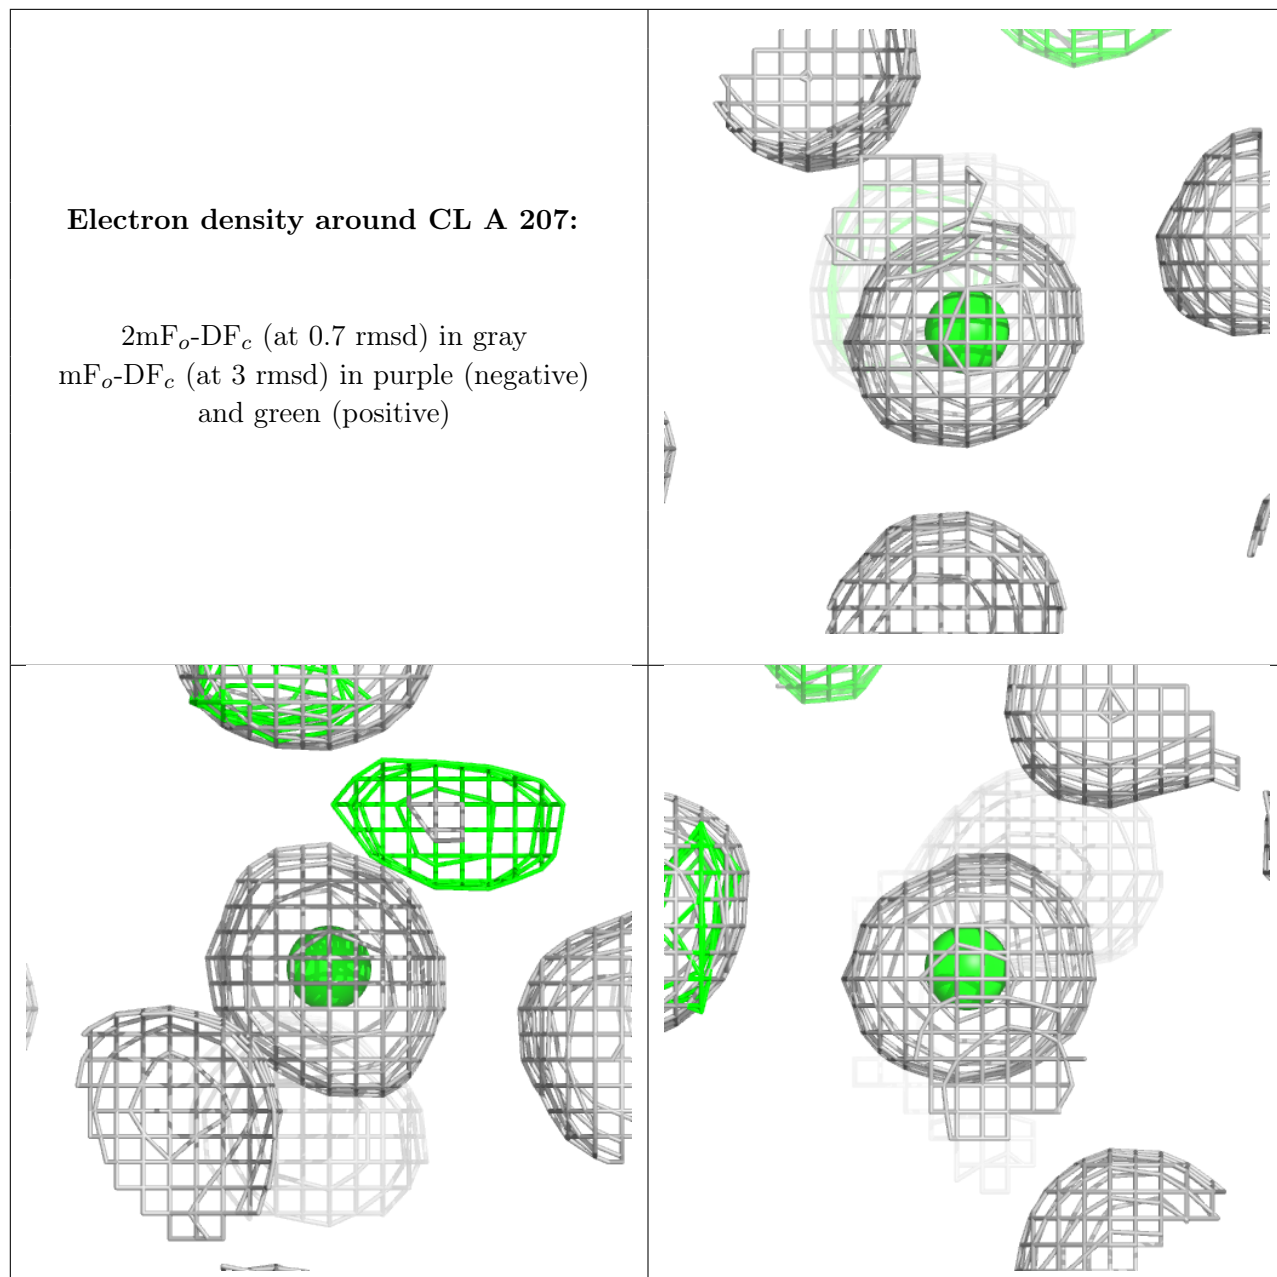 Electron density around CL A 207:
2mFₒ-DF𝒸 (at 0.7 rmsd) in gray
mFₒ-DF𝒸 (at 3 rmsd) in purple (negative)
and green (positive)